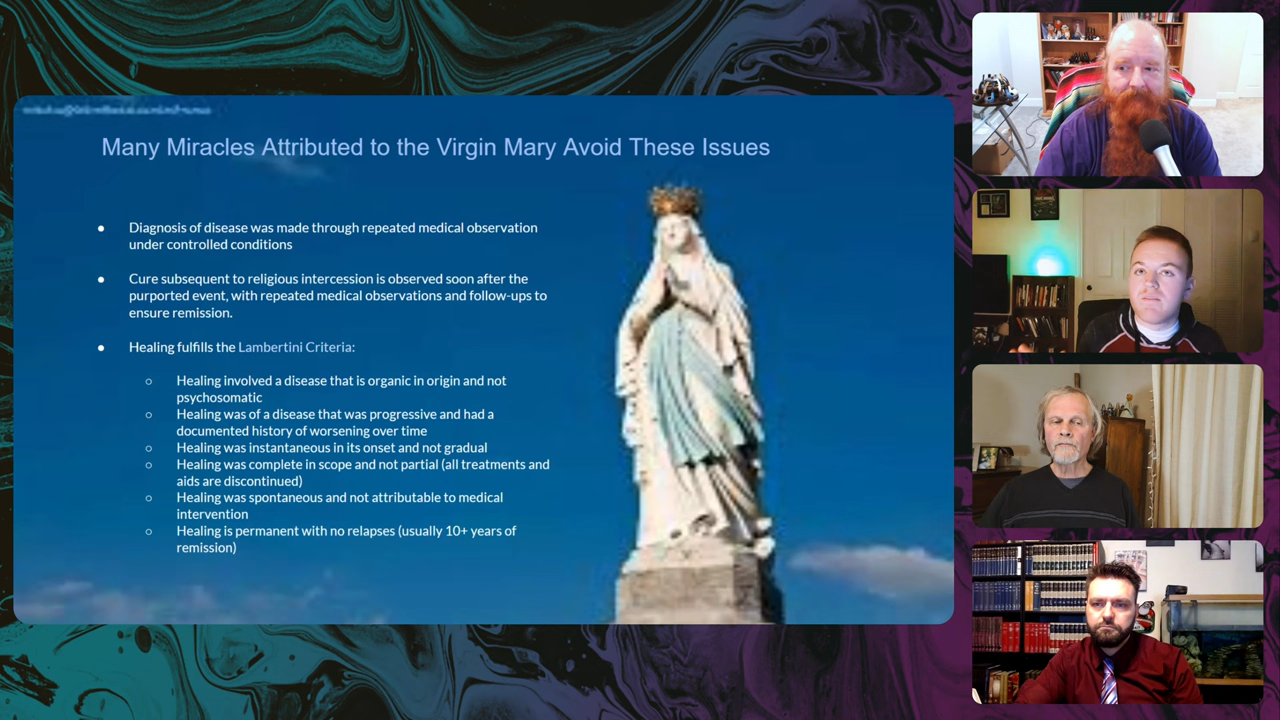 Many Miracles Attributed to the Virgin Mary Avoid These Issues
● Diagnosis of disease was made through repeated medical observation
under controlled conditions
● Cure subsequent to religious intercession is observed soon after the
purported event, with repeated medical observations and follow-ups to
ensure remission.
● Healing fulfills the Lambertini Criteria:
○ Healing involved a disease that is organic in origin and not
psychosomatic
○ Healing was of a disease that was progressive and had a
documented history of worsening over time
○ Healing was instantaneous in its onset and not gradual
○ Healing was complete in scope and not partial (all treatments and
aids are discontinued)
○ Healing was spontaneous and not attributable to medical
intervention
○ Healing is permanent with no relapses (usually 10+ years of
remission)